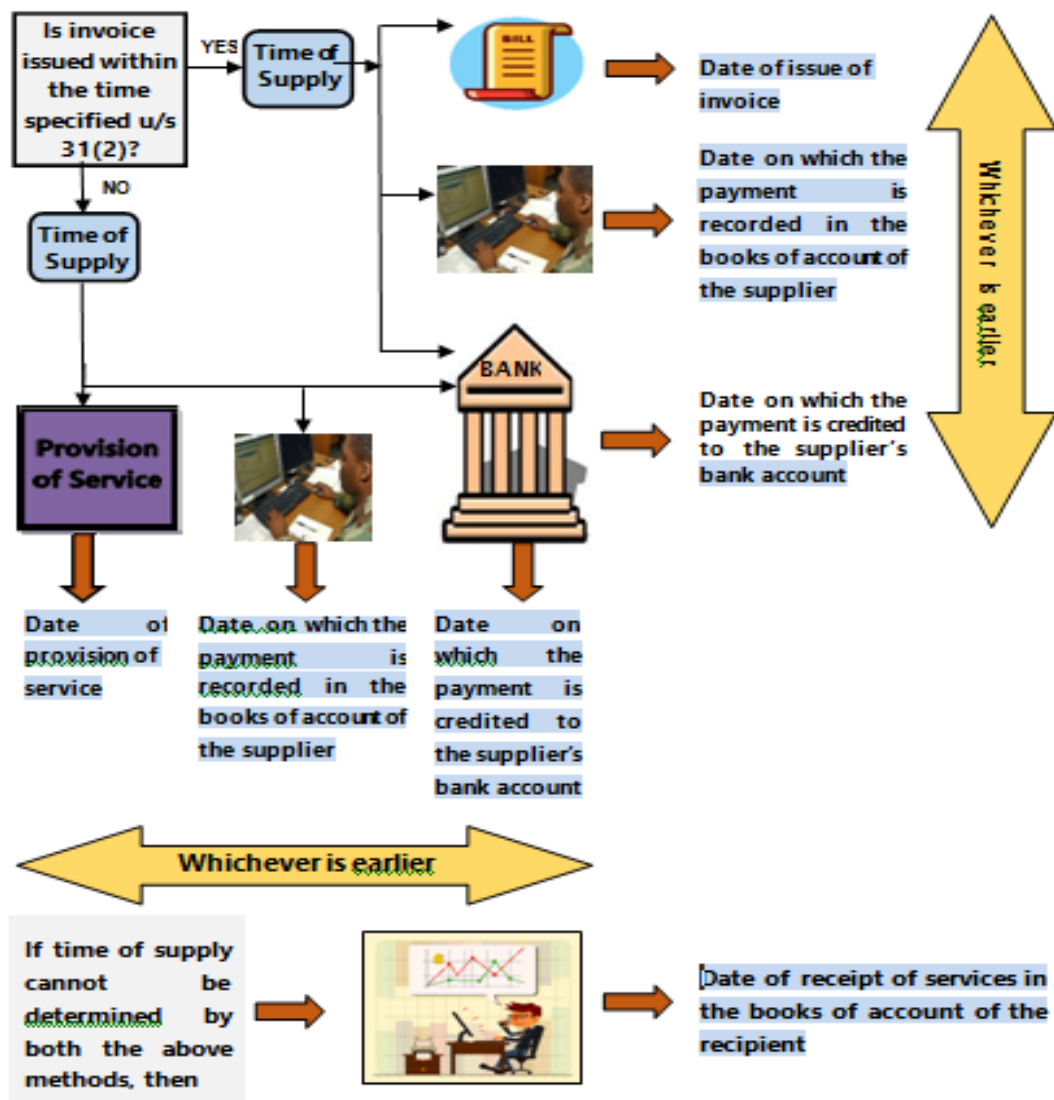 Is invoice
issued within
the time
specified u/s
31(2)?
YES
Time of
Supply
BILL
Date of issue of
invoice
NO
Time of
Supply
Date on which the
payment is
recorded in the
books of account of
the supplier
Whichever is earlier
BANK
Date on which the
payment is credited
to the supplier's
bank account
Provision
of Service
Date of
provision of
service
Date on which the
payment is
recorded in the
books of account of
the supplier
Date on
which the
payment is
credited to
the supplier's
bank account
Whichever is earlier
If time of supply
cannot be
determined by
both the above
methods, then
Date of receipt of services in
the books of account of the
recipient